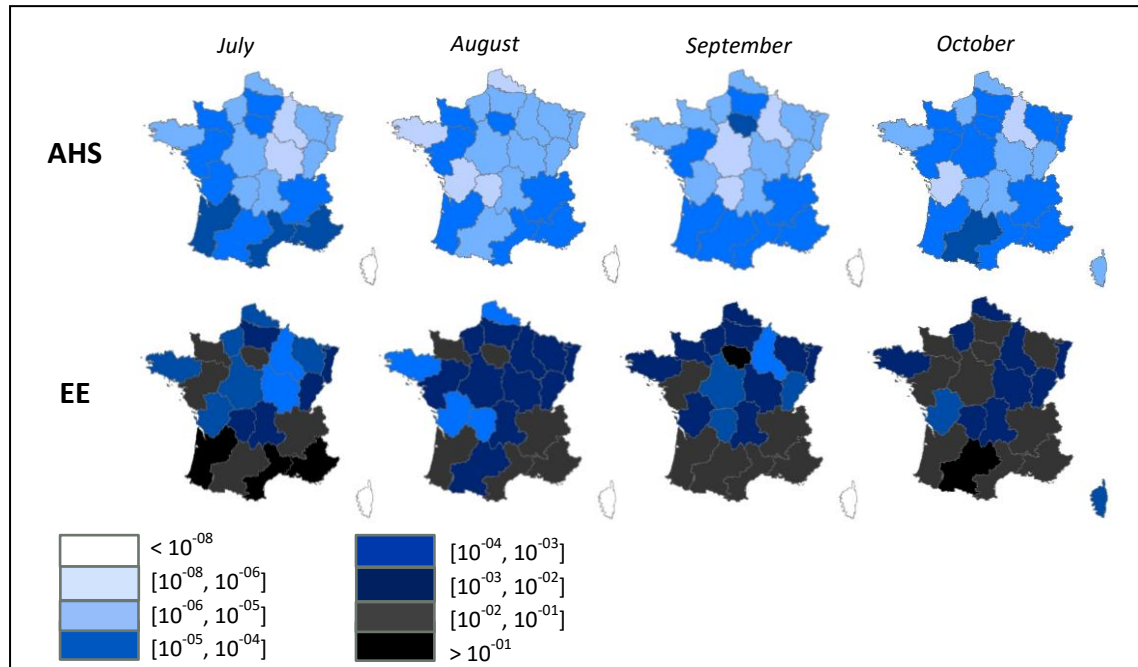 July August September October
AHS
EE
< 10-08
[10-08, 10-06]
[10-06, 10-05]
[10-05, 10-04]
[10-04, 10-03]
[10-03, 10-02]
[10-02, 10-01]
> 10-01